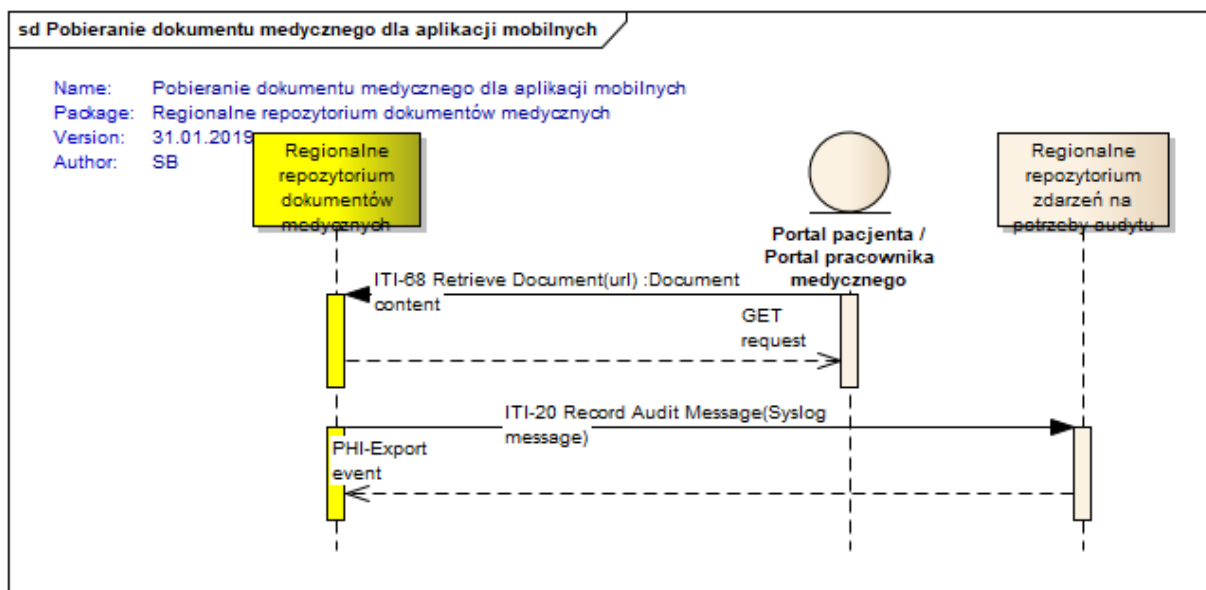 sd Pobieranie dokumentu medycznego dla aplikacji mobilnych
Name: Pobieranie dokumentu medycznego dla aplikacji mobilnych
Package: Regionalne repozytorium dokumentów medycznych
Version: 31.01.2019
Author: SB
Regionalne
repozytorium
dokumentów
medycznych
Portal pacjenta /
Portal pracownika
medycznego
Regionalne
repozytorium
zdarzeń na
potrzeby audytu
ITI-68 Retrieve Document(url) :Document
content
GET
request
ITI-20 Record Audit Message(Syslog
message)
PHI-Export
event